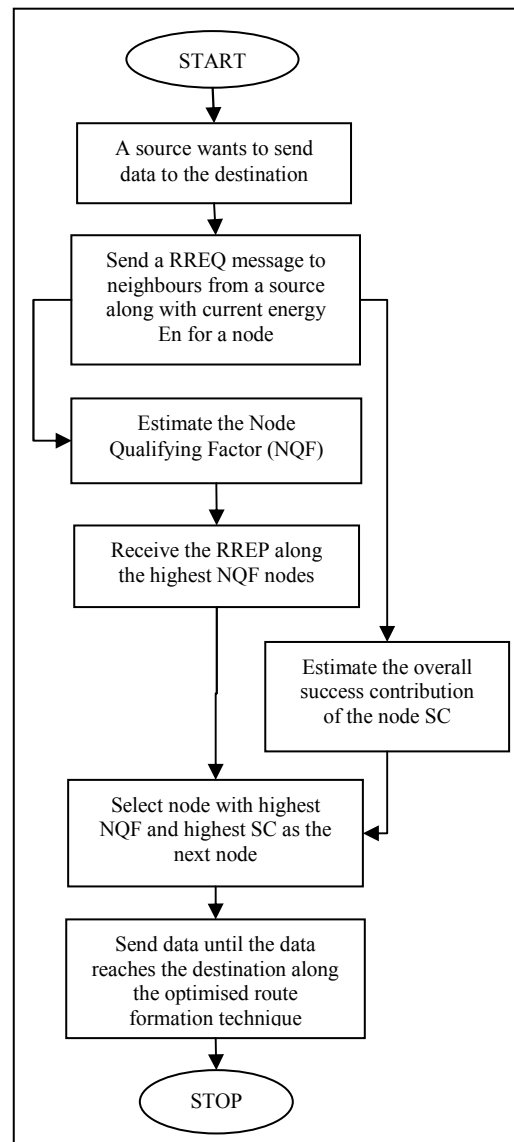 START
A source wants to send
data to the destination
Send a RREQ message to
neighbours from a source
along with current energy
En for a node
Estimate the Node
Qualifying Factor (NQF)
Receive the RREP along
the highest NQF nodes
Estimate the overall
success contribution
of the node SC
Select node with highest
NQF and highest SC as the
next node
Send data until the data
reaches the destination along
the optimised route
formation technique
STOP